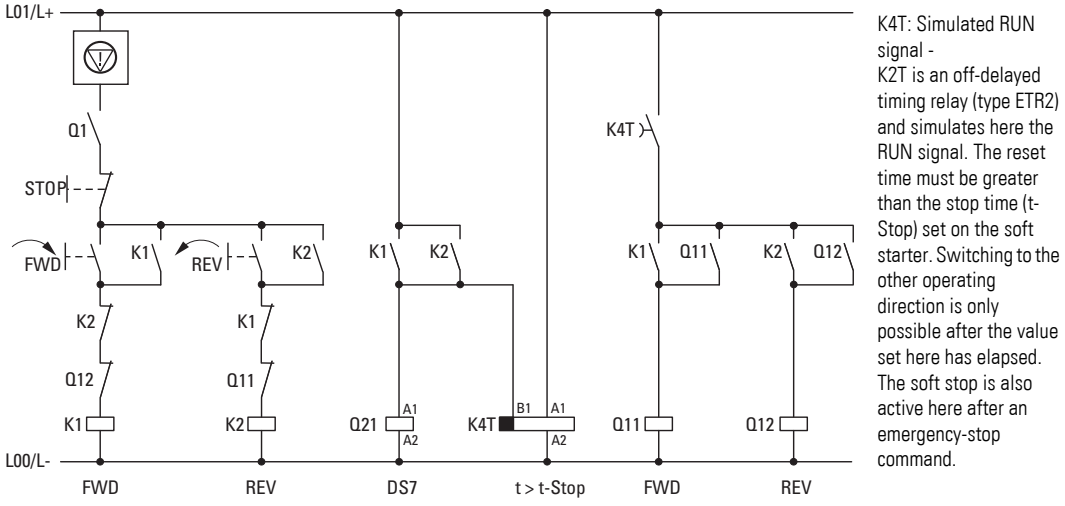 L01/L+
Q1
STOP
FWD
K1
REV
K2
K1
K2
K4T
K1
Q11
K2
Q12
K2
K1
Q12
Q11
K1
K2
Q21
A1
A2
K4T
B1
A1
A2
Q11
Q12
L00/L-
FWD
REV
DS7
t > t-Stop
FWD
REV
K4T: Simulated RUN
signal -
K2T is an off-delayed
timing relay (type ETR2)
and simulates here the
RUN signal. The reset
time must be greater
than the stop time (t-
Stop) set on the soft
starter. Switching to the
other operating
direction is only
possible after the value
set here has elapsed.
The soft stop is also
active here after an
emergency-stop
command.